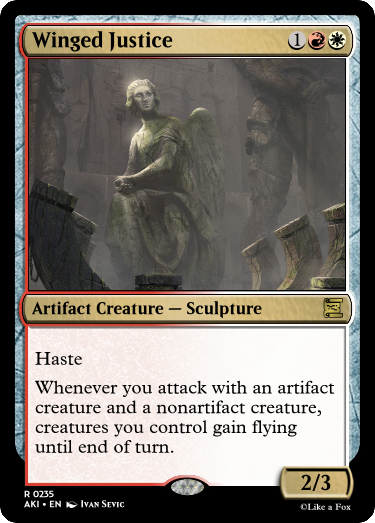 Winged Justice 1
Artifact Creature — Sculpture
Haste
Whenever you attack with an artifact
creature and a nonartifact creature,
creatures you control gain flying
until end of turn.
2/3
R 0235
AKI • EN Ivan Sevic
©Like a Fox